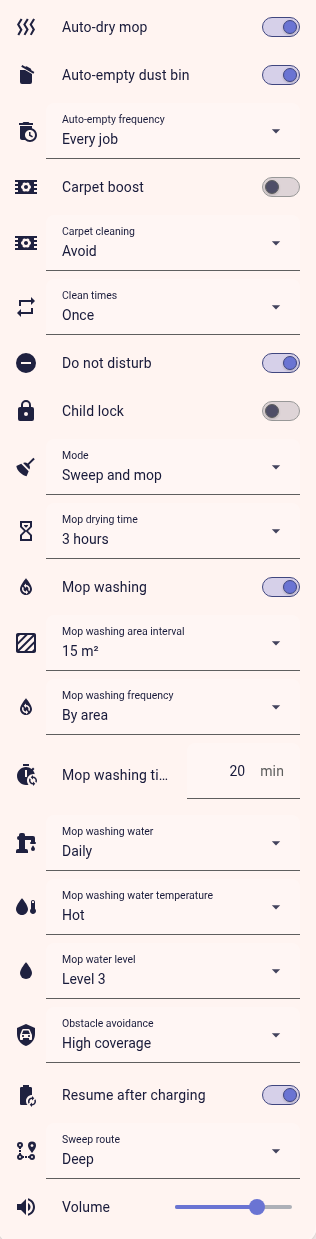 Auto-dry mop
Auto-empty dust bin
Auto-empty frequency
Every job
Carpet boost
Carpet cleaning
Avoid
Clean times
Once
Do not disturb
Child lock
Mode
Sweep and mop
Mop drying time
3 hours
Mop washing
Mop washing area interval
15 m²
Mop washing frequency
By area
Mop washing ti… 20 min
Mop washing water
Daily
Mop washing water temperature
Hot
Mop water level
Level 3
Obstacle avoidance
High coverage
Resume after charging
Sweep route
Deep
Volume